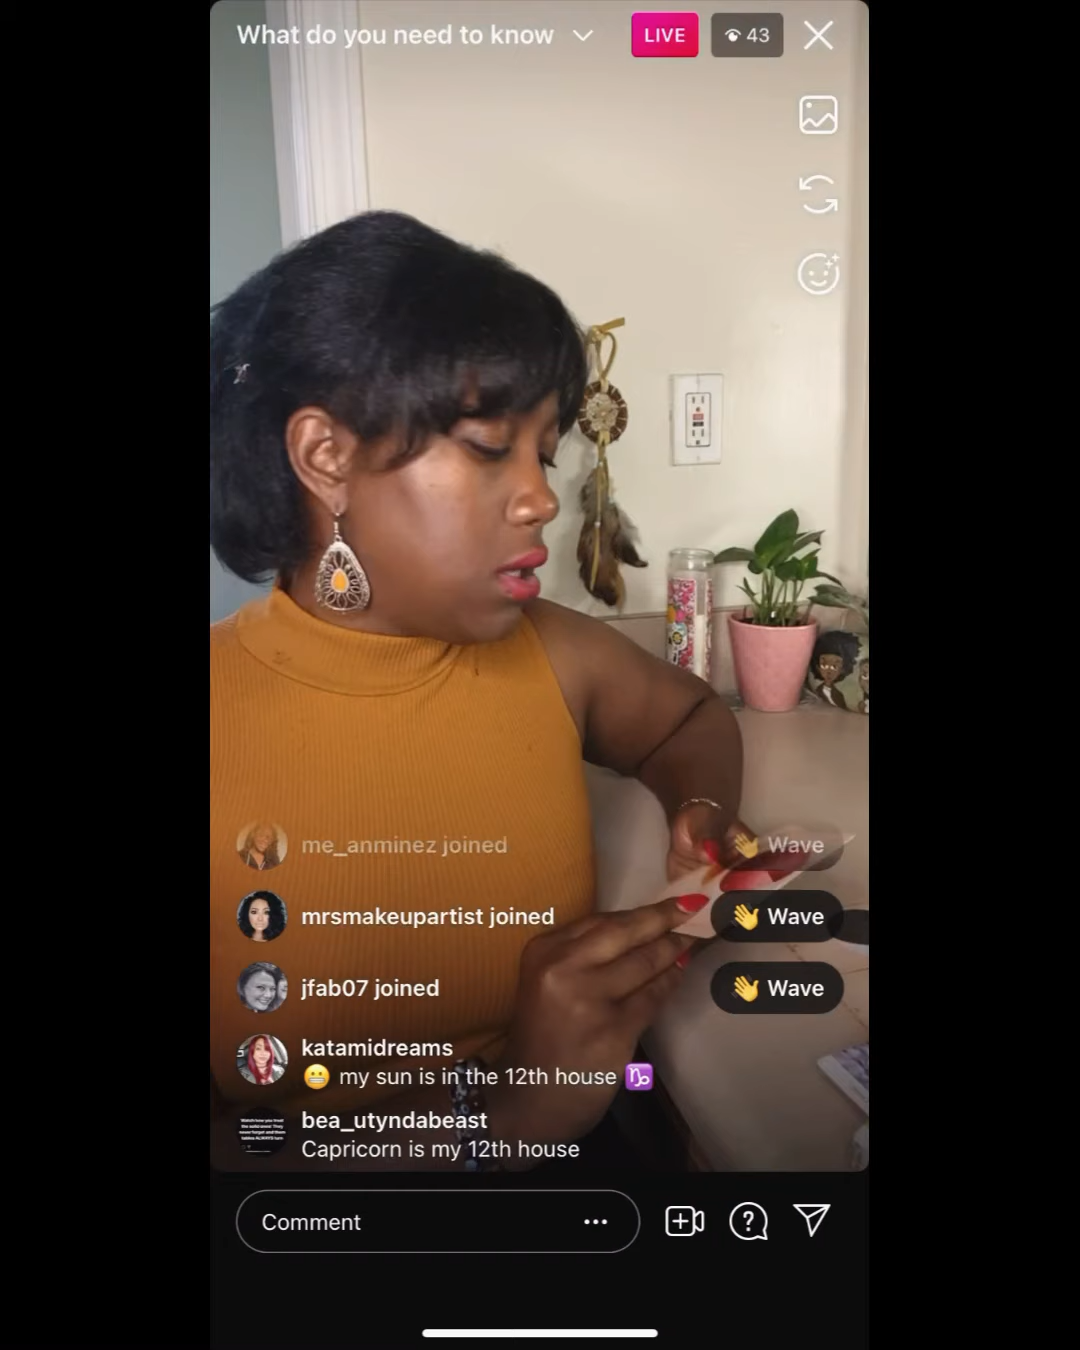 What do you need to know
LIVE
43
me_anminez joined
Wave
mrsmakeupartist joined
Wave
jfab07 joined
Wave
katamidreams
😬 my sun is in the 12th house ♑
bea_utyndabeast
Capricorn is my 12th house
Comment